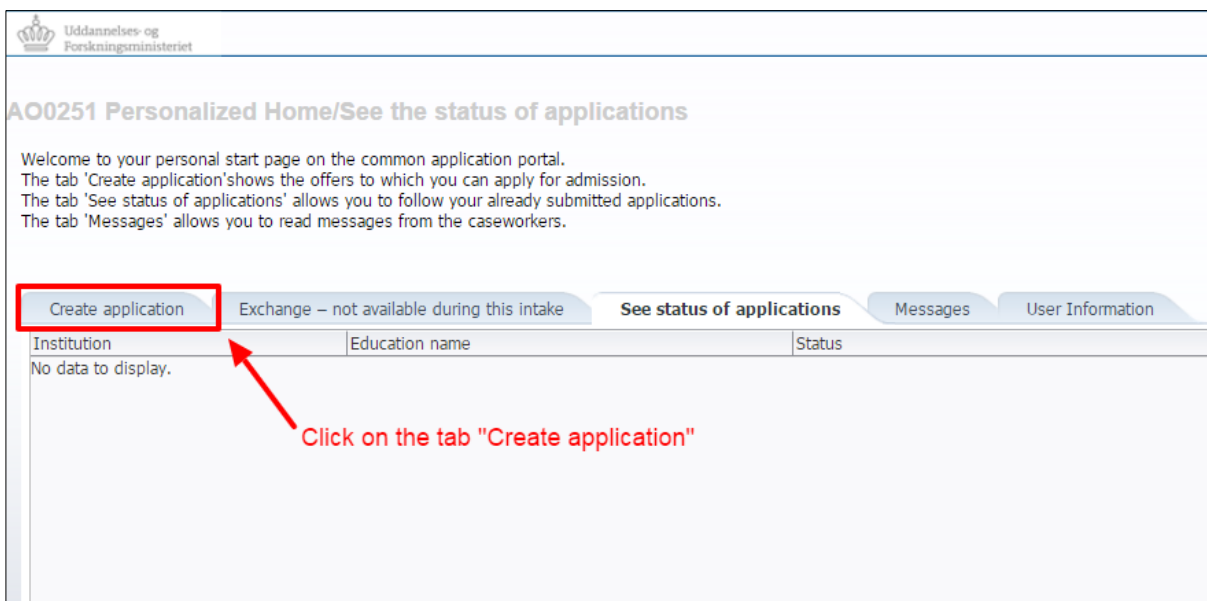 Uddannelses- og
Forskningsministeriet
AO0251 Personalized Home/See the status of applications
Welcome to your personal start page on the common application portal.
The tab 'Create application'shows the offers to which you can apply for admission.
The tab 'See status of applications' allows you to follow your already submitted applications.
The tab 'Messages' allows you to read messages from the caseworkers.
Create application Exchange – not available during this intake See status of applications Messages User Information
Institution Education name Status
No data to display.
Click on the tab "Create application"